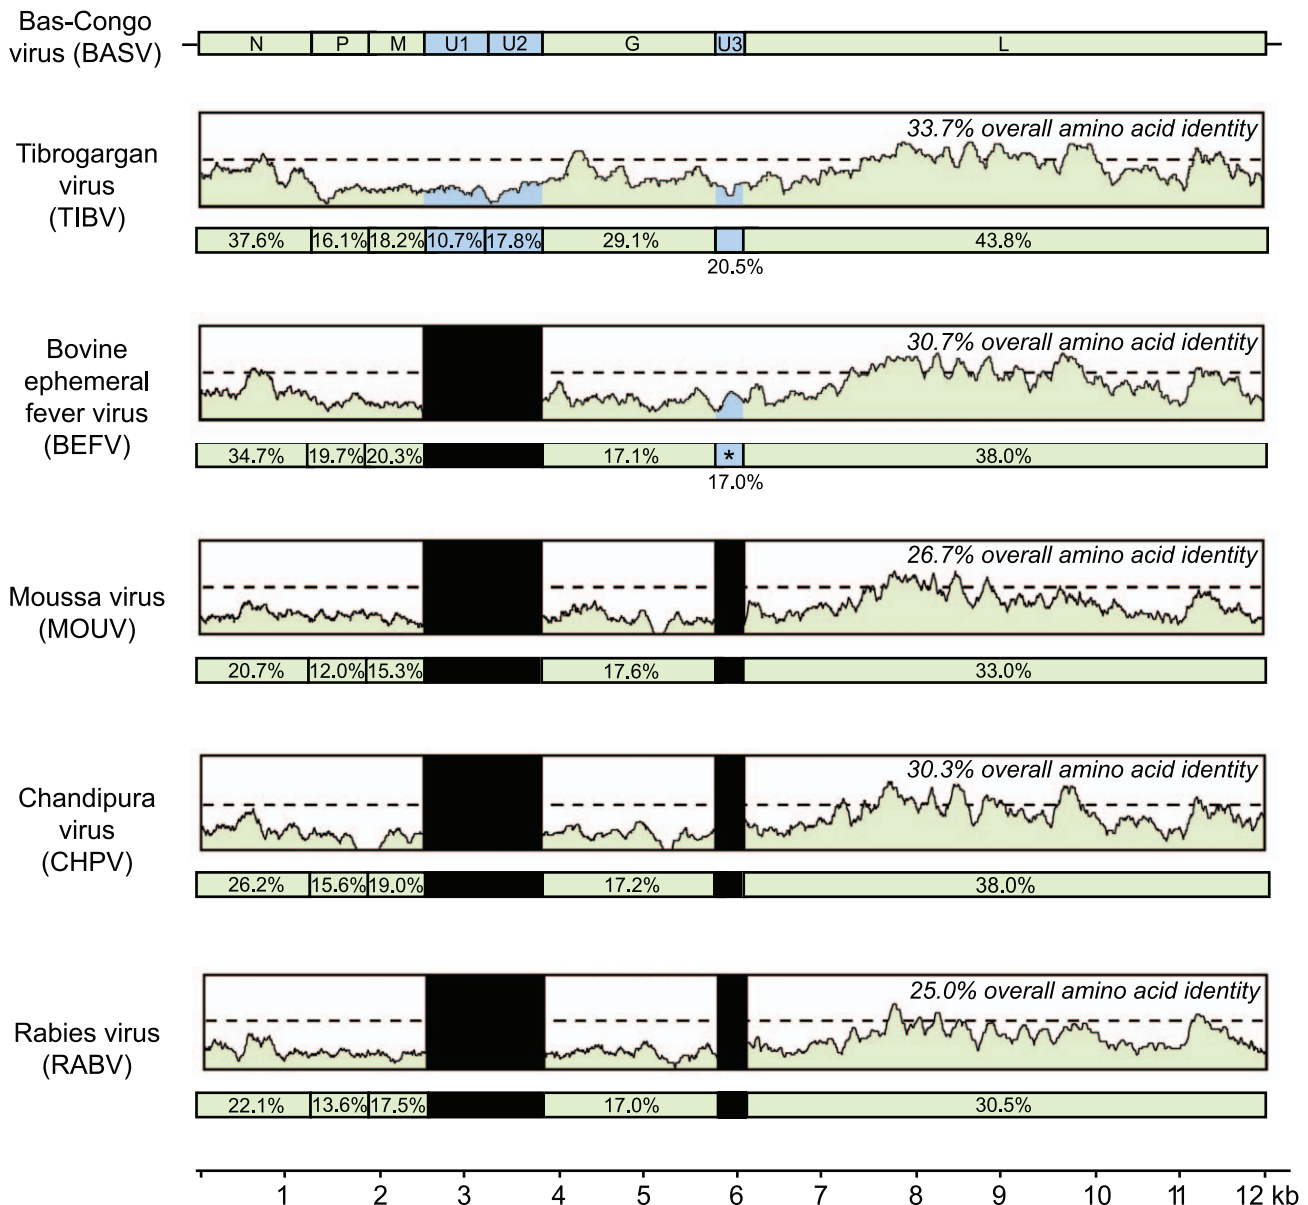 Bas-Congo
virus (BASV)
N P M U1 U2 G U3 L
33.7% overall amino acid identity
Tibrogargan
virus
(TIBV)
37.6% 16.1% 18.2% 10.7% 17.8% 29.1% 43.8%
20.5%
30.7% overall amino acid identity
Bovine
ephemeral
fever virus
(BEFV)
34.7% 19.7% 20.3% 17.1% * 38.0%
17.0%
26.7% overall amino acid identity
Moussa virus
(MOUV)
20.7% 12.0% 15.3% 17.6% 33.0%
30.3% overall amino acid identity
Chandipura
virus
(CHPV)
26.2% 15.6% 19.0% 17.2% 38.0%
25.0% overall amino acid identity
Rabies virus
(RABV)
22.1% 13.6% 17.5% 17.0% 30.5%
1 2 3 4 5 6 7 8 9 10 11 12 kb